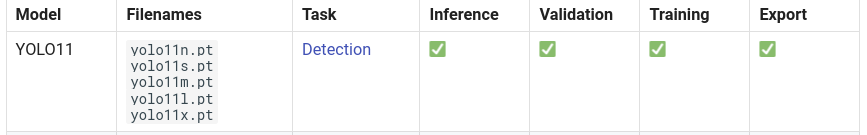 Model Filenames Task Inference Validation Training Export
YOLO11 yolo11n.pt Detection ✅ ✅ ✅ ✅
yolo11s.pt
yolo11m.pt
yolo11l.pt
yolo11x.pt